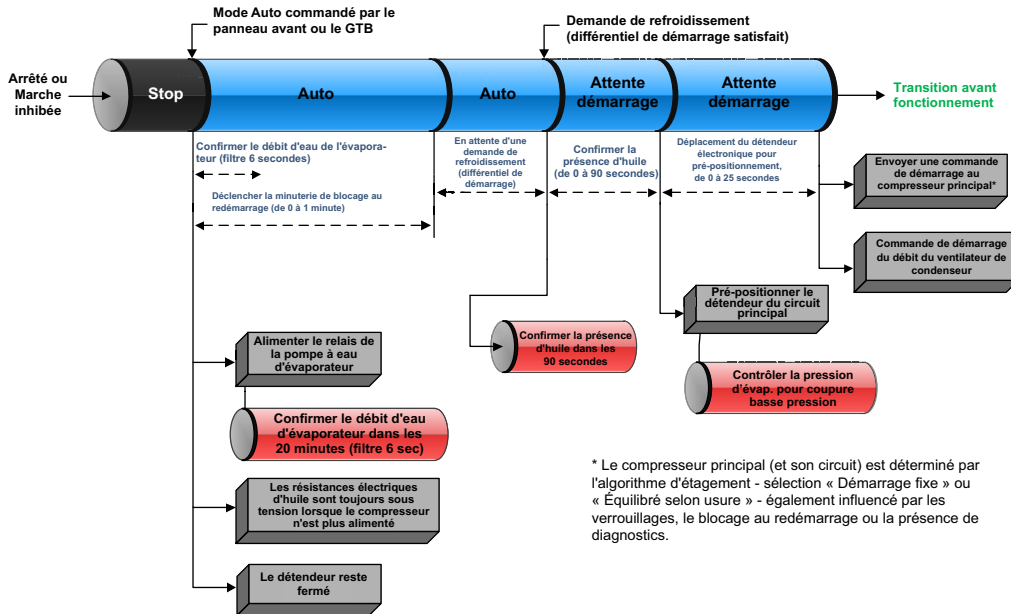 Mode Auto commandé par le
panneau avant ou le GTB
Demande de refroidissement
(différentiel de démarrage satisfait)
Arrêté ou
Marche
inhibée
Stop
Auto
Auto
Attente
démarrage
Attente
démarrage
Transition avant
fonctionnement
Confirmer le débit d'eau de l'évapora-
teur (filtre 6 secondes)
Déclencher la minuterie de blocage au
redémarrage (de 0 à 1 minute)
En attente d'une
demande de
refroidissement
(différentiel de
démarrage)
Confirmer la
présence d'huile
(de 0 à 90 secondes)
Déplacement du détendeur
électronique pour
pré-positionnement,
de 0 à 25 secondes
Envoyer une commande
de démarrage au
compresseur principal*
Commande de démarrage
du débit du ventilateur de
condenseur
Pré-positionner le
détendeur du circuit
principal
Confirmer la présence
d'huile dans les
90 secondes
Contrôler la pression
d'évap. pour coupure
basse pression
Alimenter le relais de
la pompe à eau
d'évaporateur
Confirmer le débit d'eau
d'évaporateur dans les
20 minutes (filtre 6 sec)
Les résistances électriques
d'huile sont toujours sous
tension lorsque le compresseur
n'est plus alimenté
Le détendeur reste
fermé
* Le compresseur principal (et son circuit) est déterminé par
l'algorithme d'étagement - sélection « Démarrage fixe » ou
« Équilibré selon usure » - également influencé par les
verrouillages, le blocage au redémarrage ou la présence de
diagnostics.